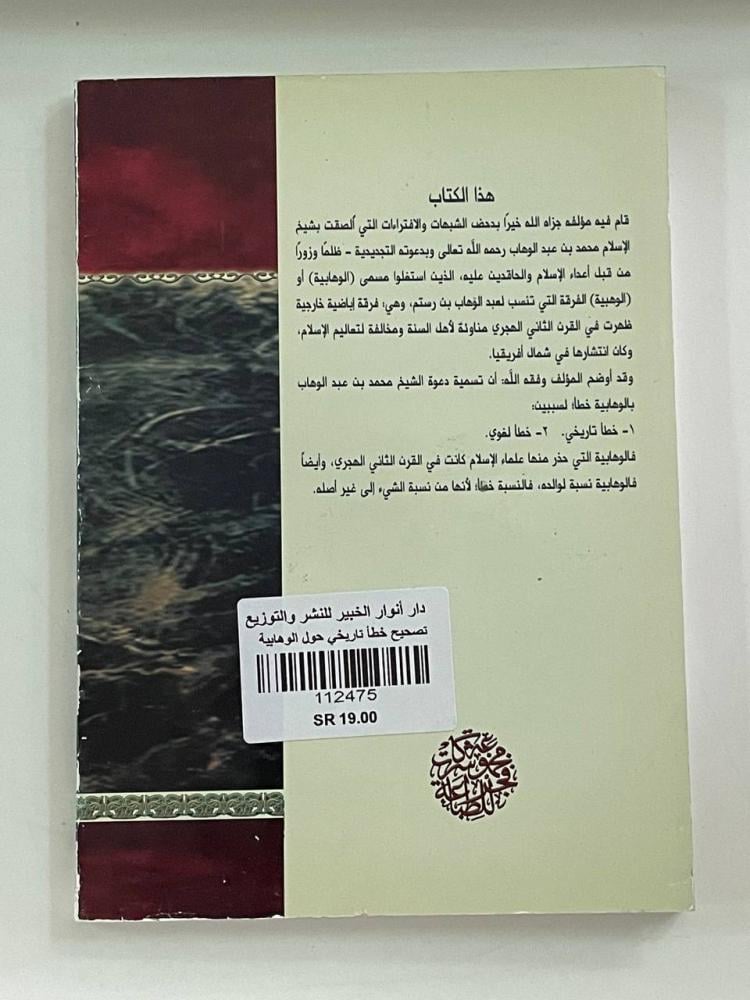 هذا الكتاب
قام فيه مؤلفه جزاه الله خيرًا بدحض الشبهات والافتراءات التي ألصقت بشيخ
الإسلام محمد بن عبد الوهاب رحمه الله تعالى وبدعوته التجديدية - ظلمًا وزورًا
من قبل أعداء الإسلام والحاقدين عليه، الذين استغلوا مسمى (الوهابية) أو
(الوهبية) الفرقة التي تنسب لعبد الوهاب بن رستم، وهي: فرقة إباضية خارجية
ظهرت في القرن الثاني الهجري مناوئة لأهل السنة ومخالفة لتعاليم الإسلام،
وكان انتشارها في شمال أفريقيا.
وقد أوضح المؤلف وفقه الله: أن تسمية دعوة الشيخ محمد بن عبد الوهاب
بالوهابية خطأ؛ لسببين:
١- خطأ تاريخي. ٢- خطأ لغوي.
فالوهابية التي حذر منها علماء الإسلام كانت في القرن الثاني الهجري، وأيضاً
فالوهابية نسبة لوالده، فالنسبة خطأ؛ لأنها من نسبة الشيء إلى غير أصله.
دار أنوار الخبير للنشر والتوزيع
تصحيح خطأ تاريخي حول الوهابية
112475
SR 19.00